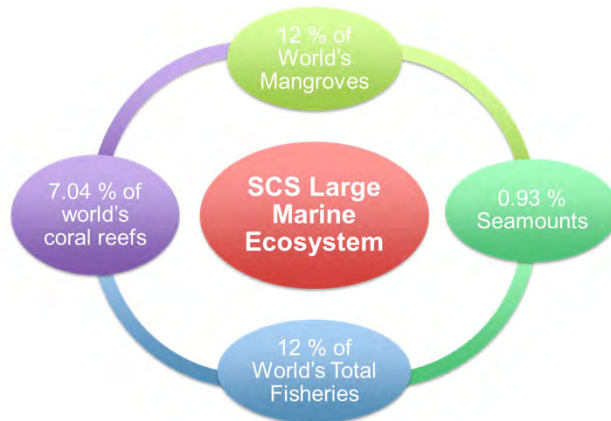 12 % of
World's
Mangroves
7.04 % of
world's
coral reefs
SCS Large
Marine
Ecosystem
0.93 %
Seamounts
12 % of
World's Total
Fisheries